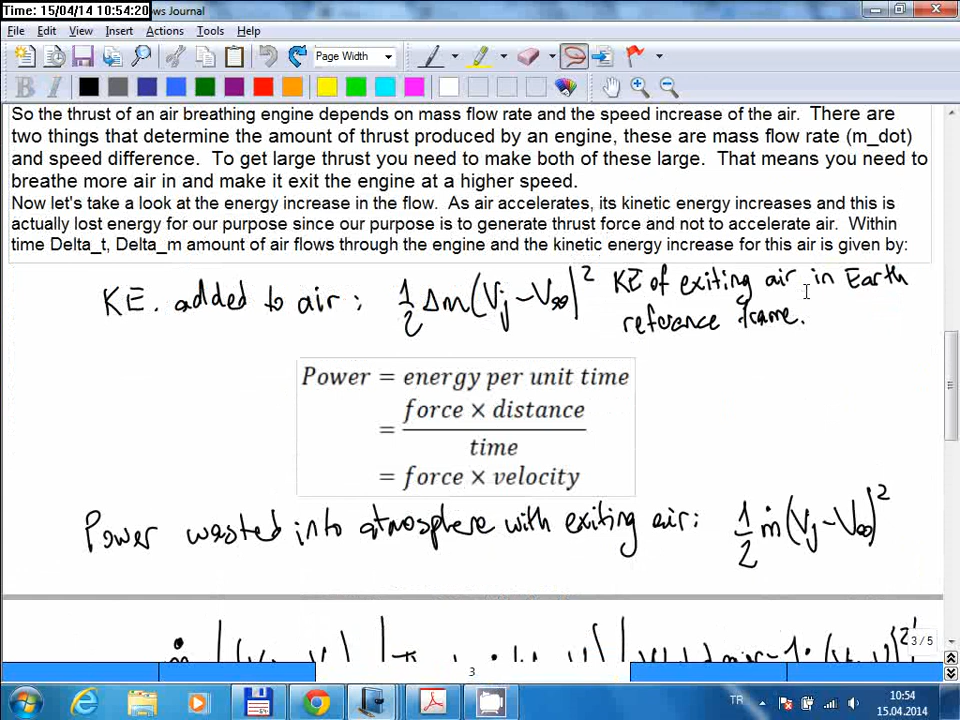 Time: 15/04/14 10:54:20 ws Journal
File Edit View Insert Actions Tools Help
Page Width
B I
So the thrust of an air breathing engine depends on mass flow rate and the speed increase of the air. There are
two things that determine the amount of thrust produced by an engine, these are mass flow rate (m_dot)
and speed difference. To get large thrust you need to make both of these large. That means you need to
breathe more air in and make it exit the engine at a higher speed.
Now let's take a look at the energy increase in the flow. As air accelerates, its kinetic energy increases and this is
actually lost energy for our purpose since our purpose is to generate thrust force and not to accelerate air. Within
time Delta_t, Delta_m amount of air flows through the engine and the kinetic energy increase for this air is given by:
KE. added to air: 1/2 Δm(Vj-V∞)² KE of exiting air in Earth
reference frame.
Power = energy per unit time
= force × distance
time
= force × velocity
Power wasted into atmosphere with exiting air: 1/2 ṁ(Vj-V∞)²
3/5
3
TR 10:54
15.04.2014